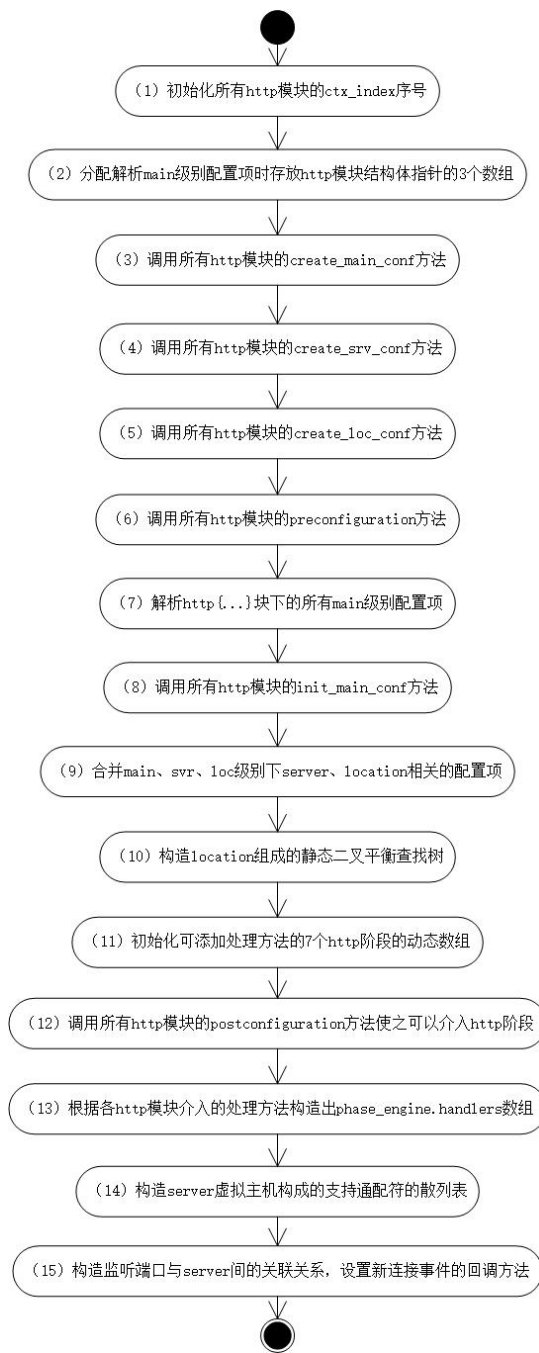 （1）初始化所有http模块的ctx_index序号
（2）分配解析main级别配置项时存放http模块结构体指针的3个数组
（3）调用所有http模块的create_main_conf方法
（4）调用所有http模块的create_srv_conf方法
（5）调用所有http模块的create_loc_conf方法
（6）调用所有http模块的preconfiguration方法
（7）解析http{...}块下的所有main级别配置项
（8）调用所有http模块的init_main_conf方法
（9）合并main、svr、loc级别下server、location相关的配置项
（10）构造location组成的静态二叉平衡查找树
（11）初始化可添加处理方法的7个http阶段的动态数组
（12）调用所有http模块的postconfiguration方法使之可以介入http阶段
（13）根据各http模块介入的处理方法构造出phase_engine.handlers数组
（14）构造server虚拟主机构成的支持通配符的散列表
（15）构造监听端口与server间的关联关系，设置新连接事件的回调方法